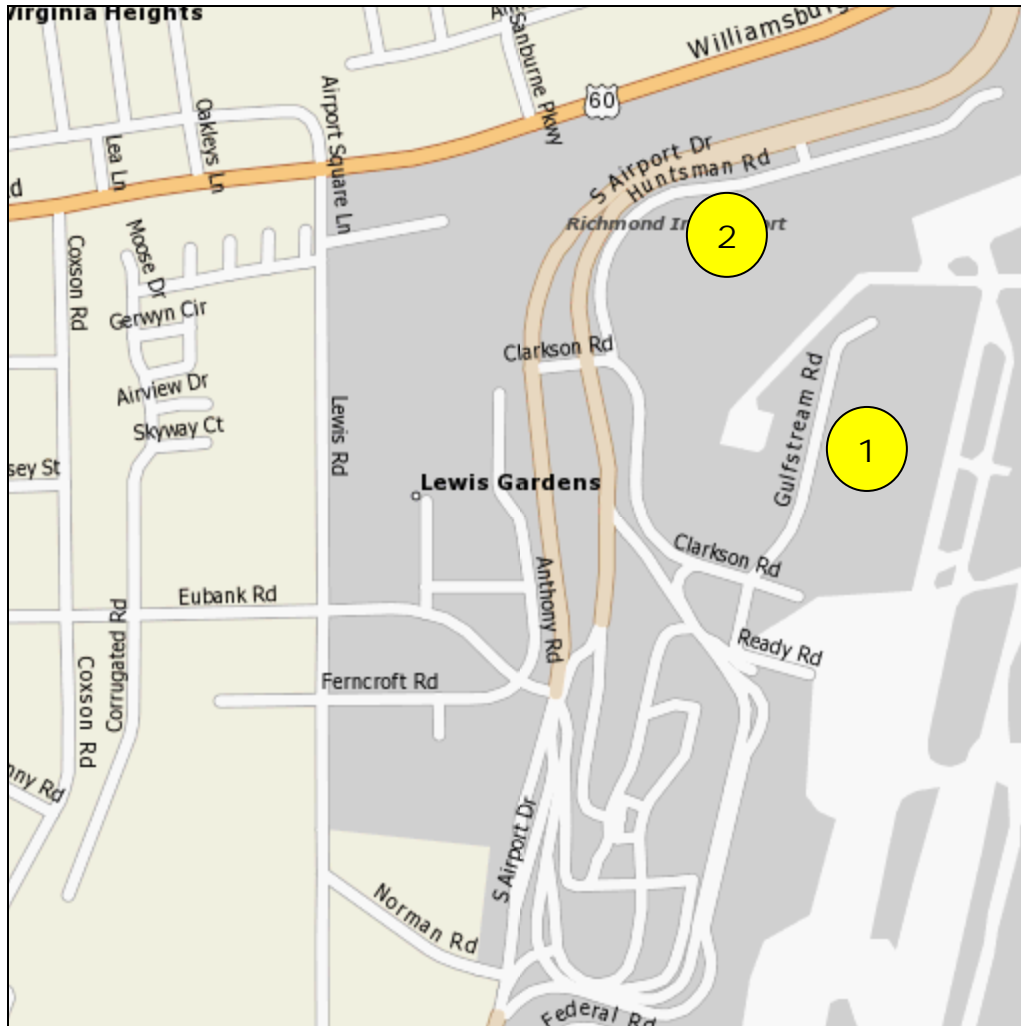 Virginia Heights
Sanburne Pkwy
Williamsburg
60
Airport Square Ln
Oakleys Ln
Lea Ln
S Airport Dr
Huntsman Rd
Richmond In
rt
2
Coxson Rd
Moose Dr
Gerwyn Cir
Clarkson Rd
Airview Dr
Gulfstream Rd
Skyway Ct
Lewis Rd
1
sey St
Lewis Gardens
Clarkson Rd
Anthony Rd
Eubank Rd
Corrugated Rd
Ready Rd
Coxson Rd
Ferncroft Rd
nny Rd
S Airport Dr
Norman Rd
Federal Rd